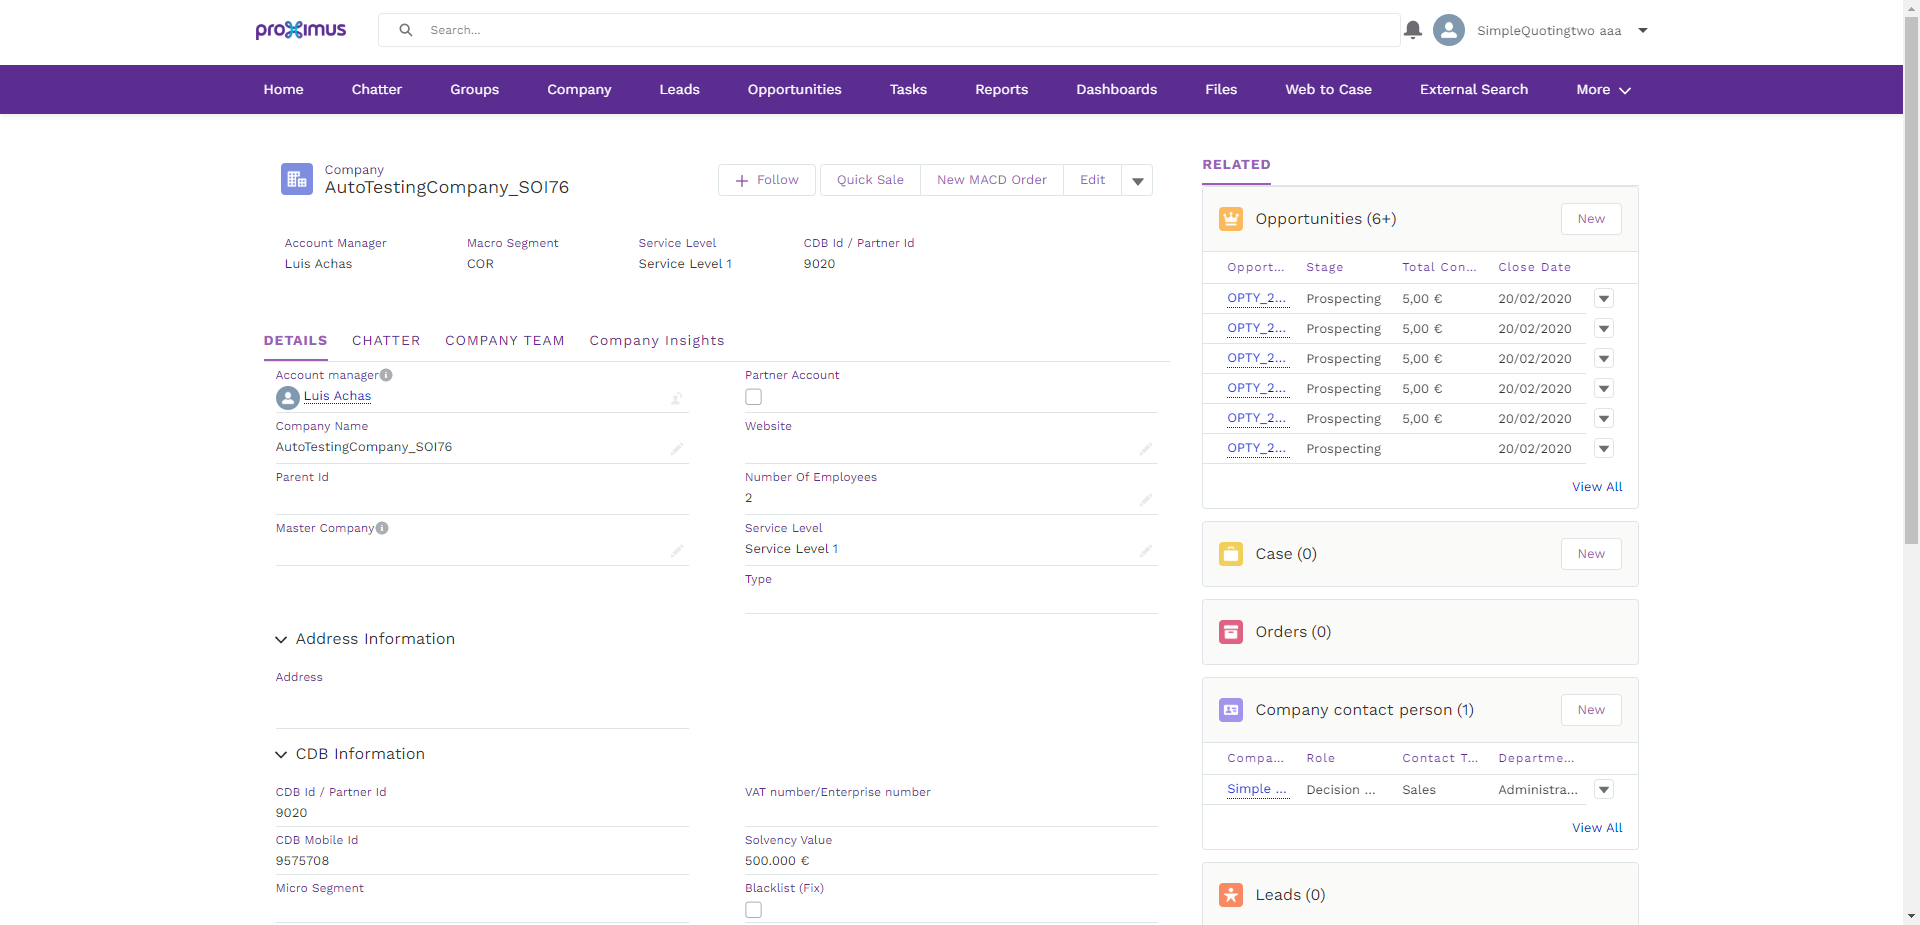 proximus
Search...
SimpleQuotingtwo aaa
Home Chatter Groups Company Leads Opportunities Tasks Reports Dashboards Files Web to Case External Search More
Company
AutoTestingCompany_SOI76
Follow Quick Sale New MACD Order Edit
Account Manager Macro Segment Service Level CDB Id / Partner Id
Luis Achas COR Service Level 1 9020
DETAILS CHATTER COMPANY TEAM Company Insights
Account manager Partner Account
Luis Achas
Company Name Website
AutoTestingCompany_SOI76
Parent Id Number Of Employees
2
Master Company Service Level
Service Level 1
Type
Address Information
Address
CDB Information
CDB Id / Partner Id VAT number/Enterprise number
9020
CDB Mobile Id Solvency Value
9575708 500.000 €
Micro Segment Blacklist (Fix)
RELATED
Opportunities (6+) New
Opport... Stage Total Con... Close Date
OPTY_2... Prospecting 5,00 € 20/02/2020
OPTY_2... Prospecting 5,00 € 20/02/2020
OPTY_2... Prospecting 5,00 € 20/02/2020
OPTY_2... Prospecting 5,00 € 20/02/2020
OPTY_2... Prospecting 5,00 € 20/02/2020
OPTY_2... Prospecting 20/02/2020
View All
Case (0) New
Orders (0)
Company contact person (1) New
Compa... Role Contact T... Departme...
Simple ... Decision ... Sales Administra...
View All
Leads (0)